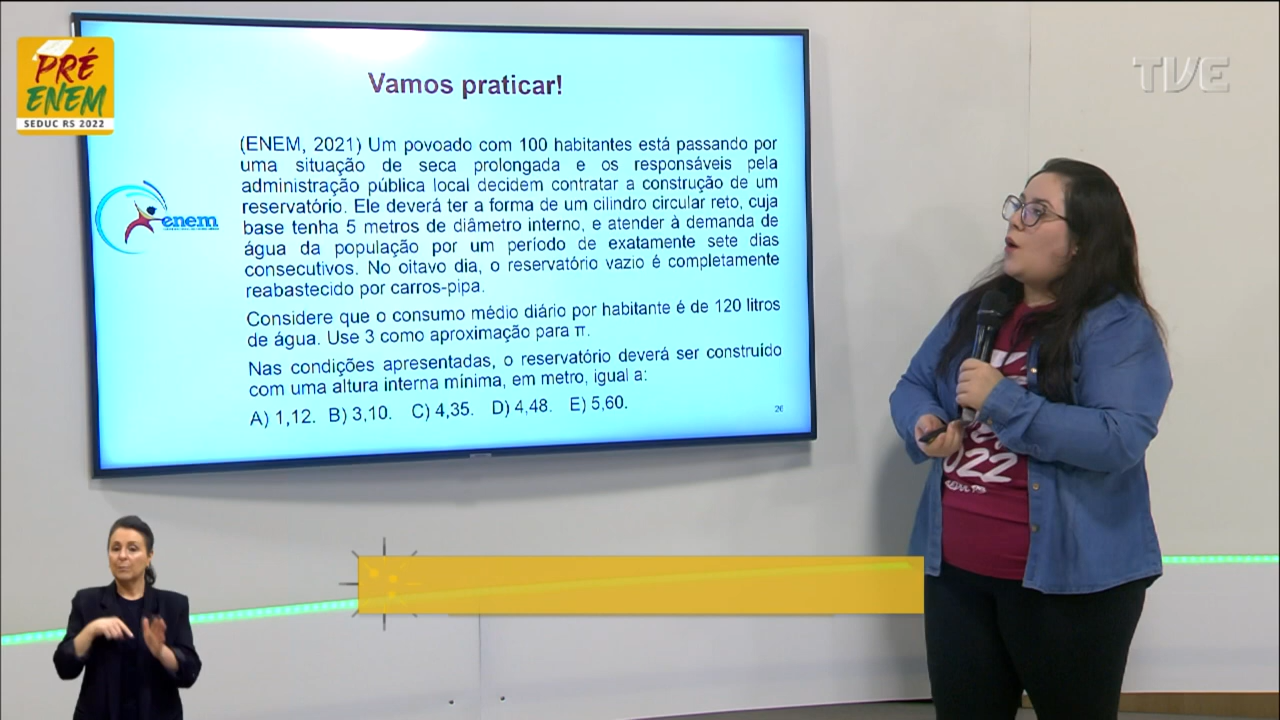 PRÉ
ENEM
SEDUC RS 2022
TVE
Vamos praticar!
(ENEM, 2021) Um povoado com 100 habitantes está passando por
uma situação de seca prolongada e os responsáveis pela
administração pública local decidem contratar a construção de um
reservatório. Ele deverá ter a forma de um cilindro circular reto, cuja
base tenha 5 metros de diâmetro interno, e atender à demanda de
água da população por um período de exatamente sete dias
consecutivos. No oitavo dia, o reservatório vazio é completamente
reabastecido por carros-pipa.
Considere que o consumo médio diário por habitante é de 120 litros
de água. Use 3 como aproximação para π.
Nas condições apresentadas, o reservatório deverá ser construído
com uma altura interna mínima, em metro, igual a:
A) 1,12. B) 3,10. C) 4,35. D) 4,48. E) 5,60.
26
enem
022